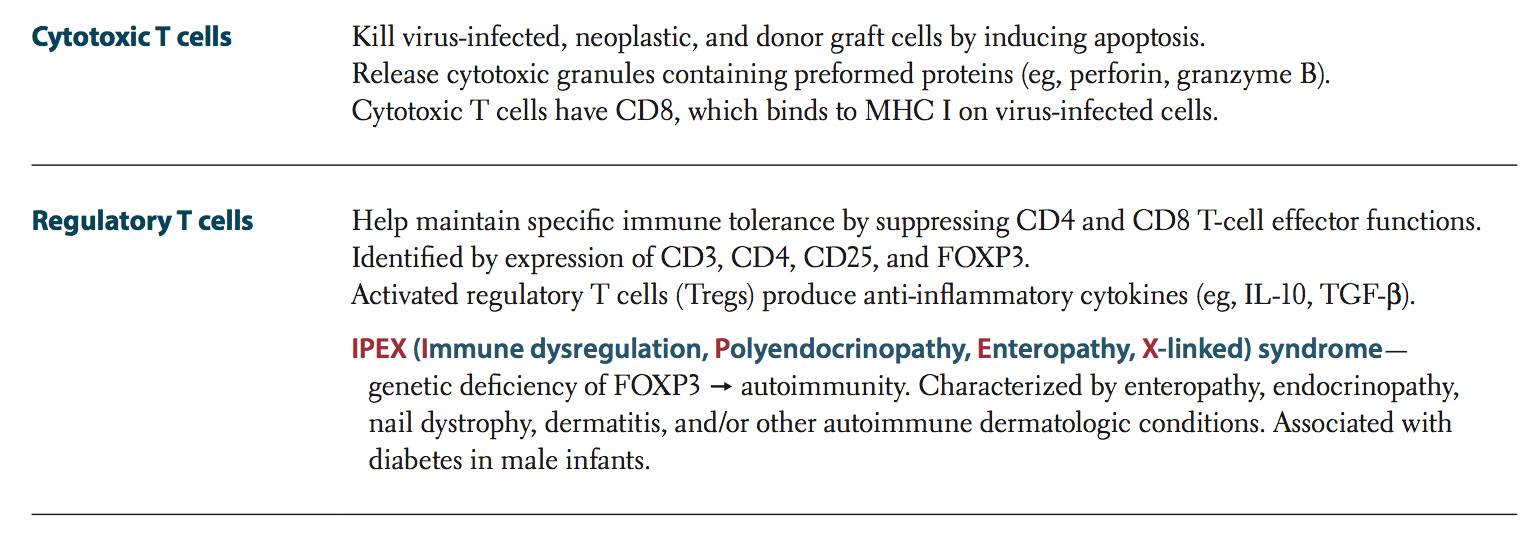 Cytotoxic T cells
Kill virus-infected, neoplastic, and donor graft cells by inducing apoptosis.
Release cytotoxic granules containing preformed proteins (eg, perforin, granzyme B).
Cytotoxic T cells have CD8, which binds to MHC I on virus-infected cells.
Regulatory T cells
Help maintain specific immune tolerance by suppressing CD4 and CD8 T-cell effector functions.
Identified by expression of CD3, CD4, CD25, and FOXP3.
Activated regulatory T cells (Tregs) produce anti-inflammatory cytokines (eg, IL-10, TGF-β).
IPEX (Immune dysregulation, Polyendocrinopathy, Enteropathy, X-linked) syndrome—
genetic deficiency of FOXP3 → autoimmunity. Characterized by enteropathy, endocrinopathy,
nail dystrophy, dermatitis, and/or other autoimmune dermatologic conditions. Associated with
diabetes in male infants.